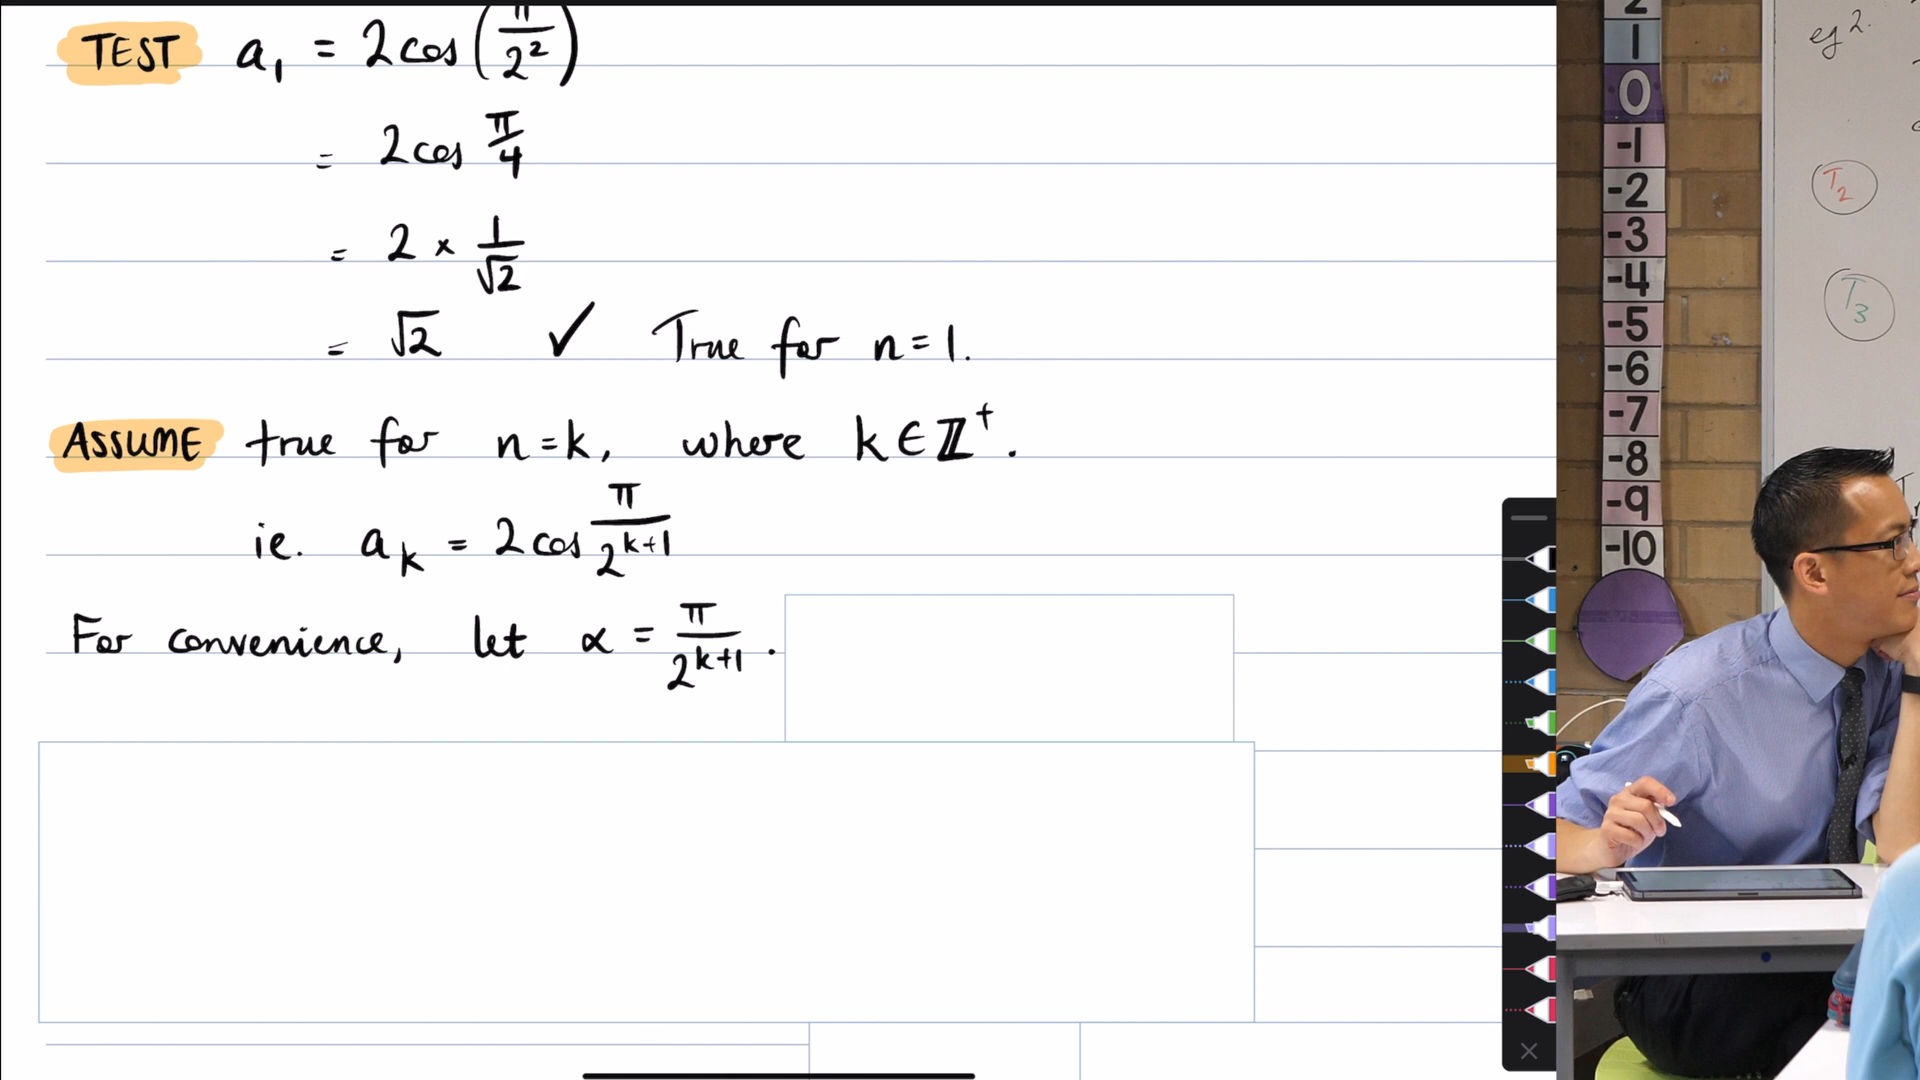 TEST a₁ = 2cos(π/2²)
= 2cos π/4
= 2 × 1/√2
= √2 ✓ True for n=1.
ASSUME true for n=k, where k∈ℤ⁺.
ie. aₖ = 2cos π/2^(k+1)
For convenience, let α = π/2^(k+1).
2
1
0
-1
-2
-3
-4
-5
-6
-7
-8
-9
-10
eg 2.
T₂
T₃